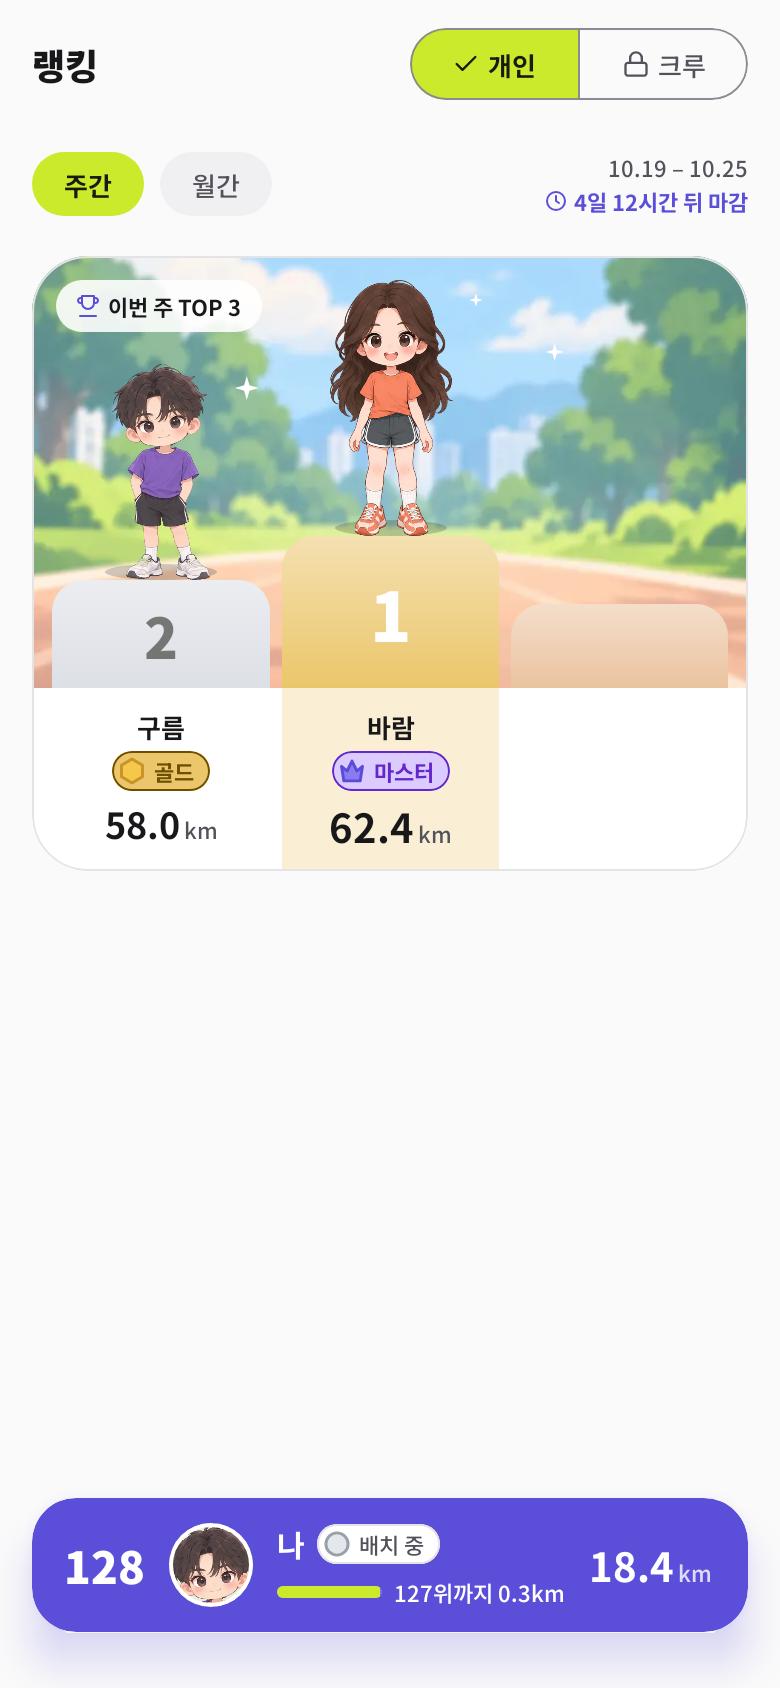 랭킹
개인
크루
주간
월간
10.19 – 10.25
4일 12시간 뒤 마감
이번 주 TOP 3
2
1
구름
골드
58.0 km
바람
마스터
62.4 km
128
나
배치 중
127위까지 0.3km
18.4 km